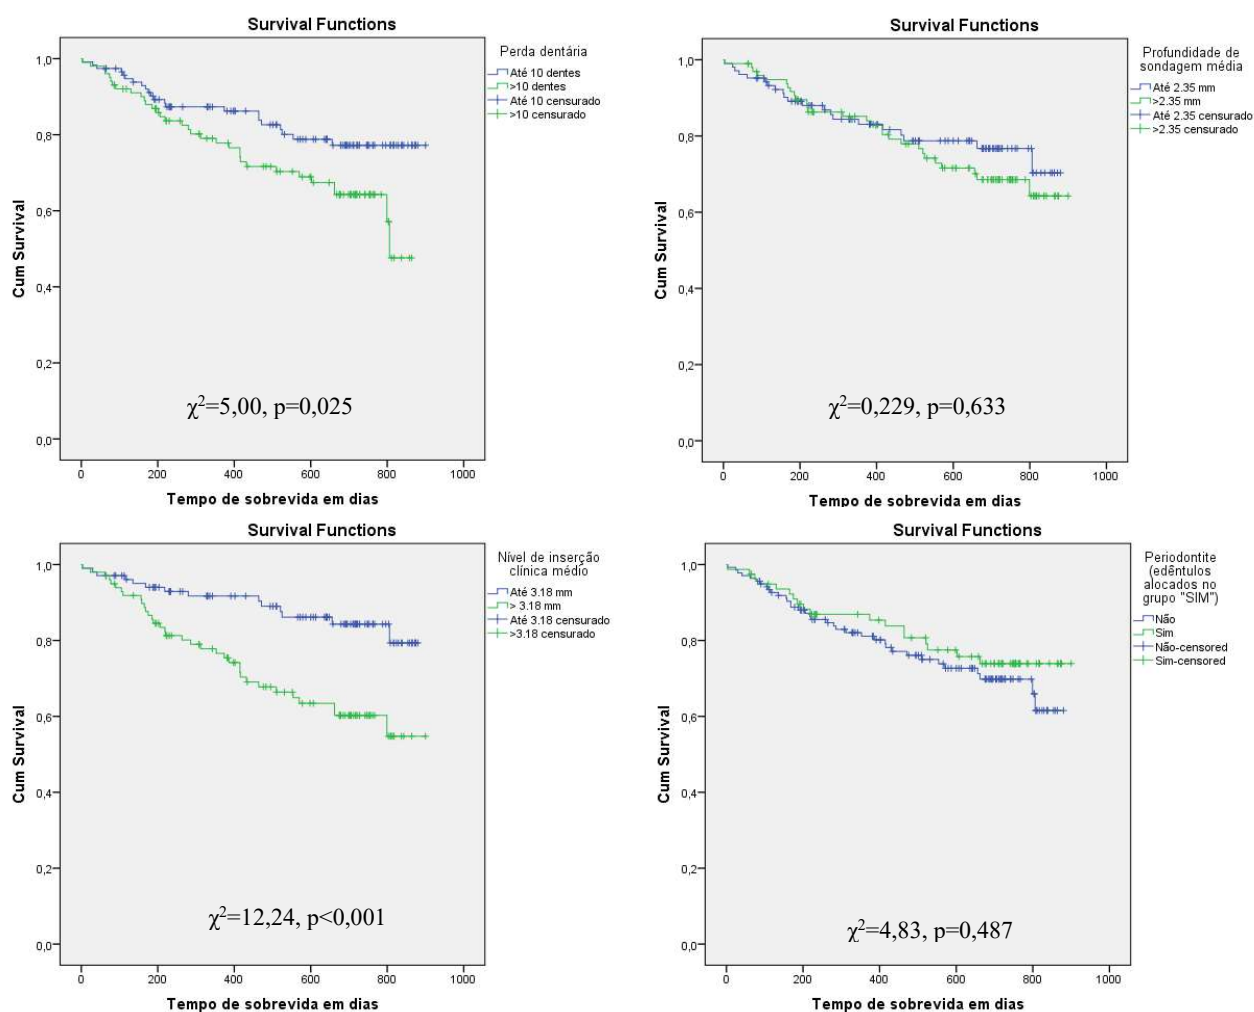 Survival Functions
Perda dentária
Até 10 dentes
>10 dentes
Até 10 censurado
>10 censurado
Cum Survival
1,0
0,8
0,6
0,4
0,2
0,0
χ²=5,00, p=0,025
0 200 400 600 800 1000
Tempo de sobrevida em dias
Survival Functions
Profundidade de
sondagem média
Até 2.35 mm
>2.35 mm
Até 2.35 censurado
>2.35 censurado
Cum Survival
1,0
0,8
0,6
0,4
0,2
0,0
χ²=0,229, p=0,633
0 200 400 600 800 1000
Tempo de sobrevida em dias
Survival Functions
Nível de inserção
clínica médio
Até 3.18 mm
> 3.18 mm
Até 3.18 censurado
>3.18 censurado
Cum Survival
1,0
0,8
0,6
0,4
0,2
0,0
χ²=12,24, p<0,001
0 200 400 600 800 1000
Tempo de sobrevida em dias
Survival Functions
Periodontite
(edêntulos
alocados no
grupo "SIM")
Não
Sim
Não-censored
Sim-censored
Cum Survival
1,0
0,8
0,6
0,4
0,2
0,0
χ²=4,83, p=0,487
0 200 400 600 800 1000
Tempo de sobrevida em dias